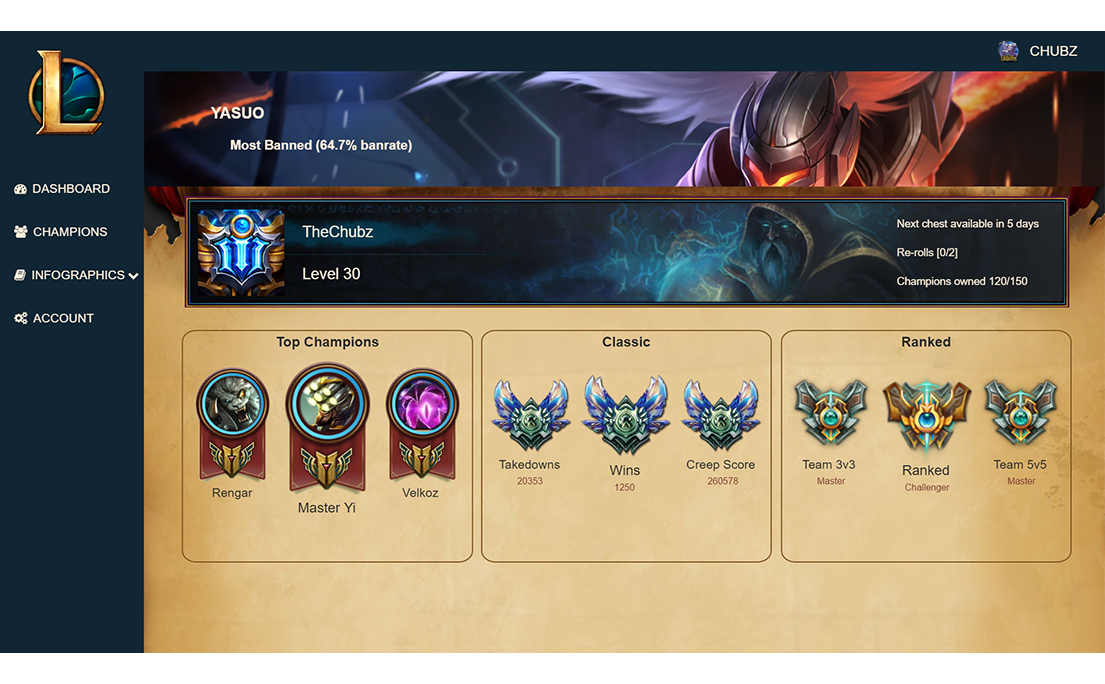 CHUBZ
YASUO
Most Banned (64.7% banrate)
DASHBOARD
CHAMPIONS
INFOGRAPHICS
ACCOUNT
TheChubz
Level 30
Next chest available in 5 days
Re-rolls [0/2]
Champions owned 120/150
Top Champions
Rengar
Master Yi
Velkoz
Classic
Takedowns
20353
Wins
1250
Creep Score
260578
Ranked
Team 3v3
Master
Ranked
Challenger
Team 5v5
Master